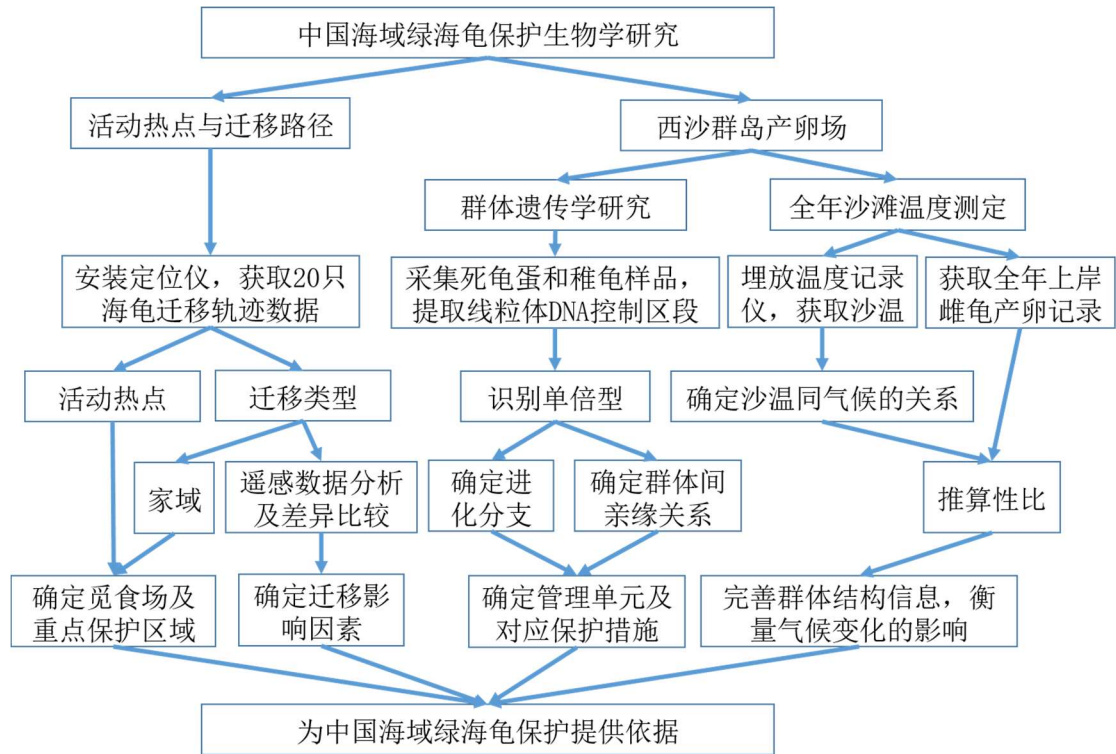 中国海域绿海龟保护生物学研究
活动热点与迁移路径
西沙群岛产卵场
群体遗传学研究
全年沙滩温度测定
安装定位仪，获取20只
海龟迁移轨迹数据
采集死龟蛋和稚龟样品，
提取线粒体DNA控制区段
埋放温度记录
仪，获取沙温
获取全年上岸
雌龟产卵记录
活动热点
迁移类型
识别单倍型
确定沙温同气候的关系
家域
遥感数据分析
及差异比较
确定进
化分支
确定群体间
亲缘关系
推算性比
确定觅食场及
重点保护区域
确定迁移影
响因素
确定管理单元及
对应保护措施
完善群体结构信息，衡
量气候变化的影响
为中国海域绿海龟保护提供依据